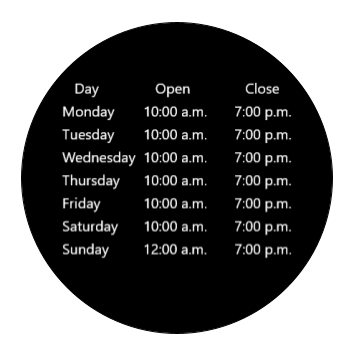 Day Open Close
Monday 10:00 a.m. 7:00 p.m.
Tuesday 10:00 a.m. 7:00 p.m.
Wednesday 10:00 a.m. 7:00 p.m.
Thursday 10:00 a.m. 7:00 p.m.
Friday 10:00 a.m. 7:00 p.m.
Saturday 10:00 a.m. 7:00 p.m.
Sunday 12:00 a.m. 7:00 p.m.